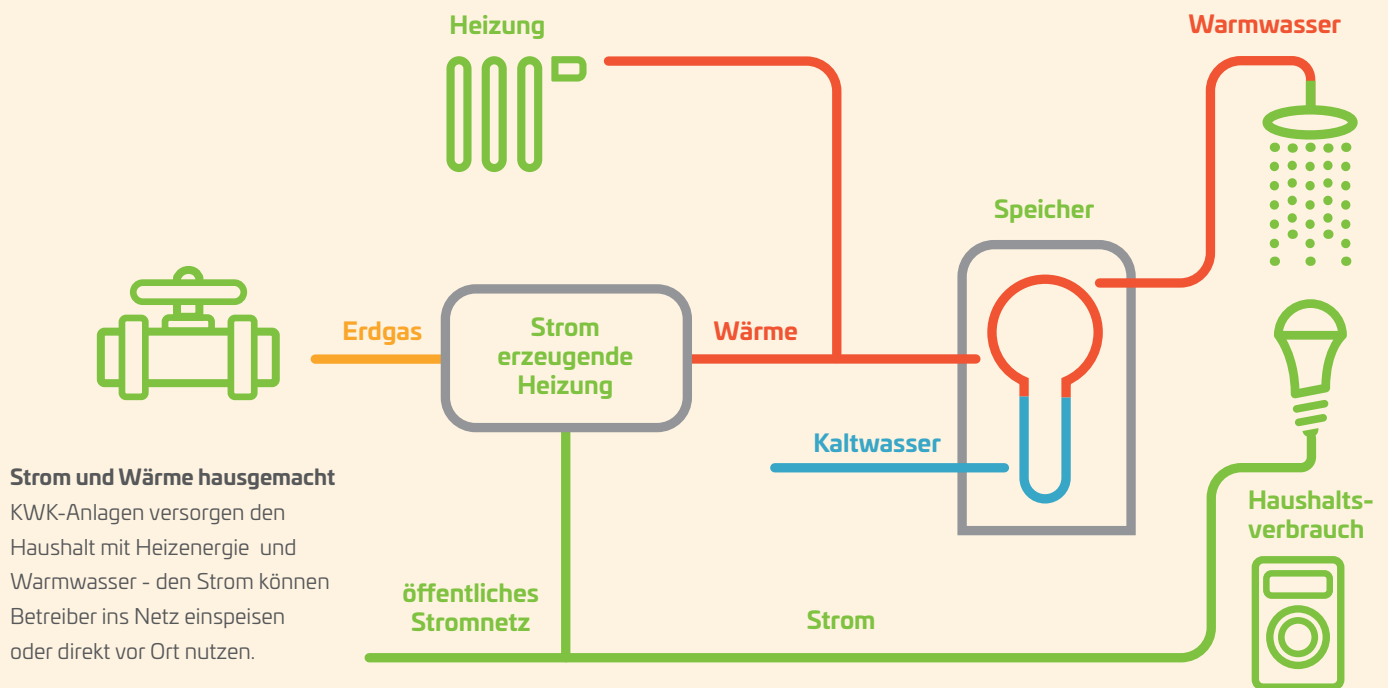 Heizung
Warmwasser
Speicher
Erdgas
Strom
erzeugende
Heizung
Wärme
Kaltwasser
Strom und Wärme hausgemacht
KWK-Anlagen versorgen den
Haushalt mit Heizenergie und
Warmwasser - den Strom können
Betreiber ins Netz einspeisen
oder direkt vor Ort nutzen.
öffentliches
Stromnetz
Strom
Haushalts-
verbrauch